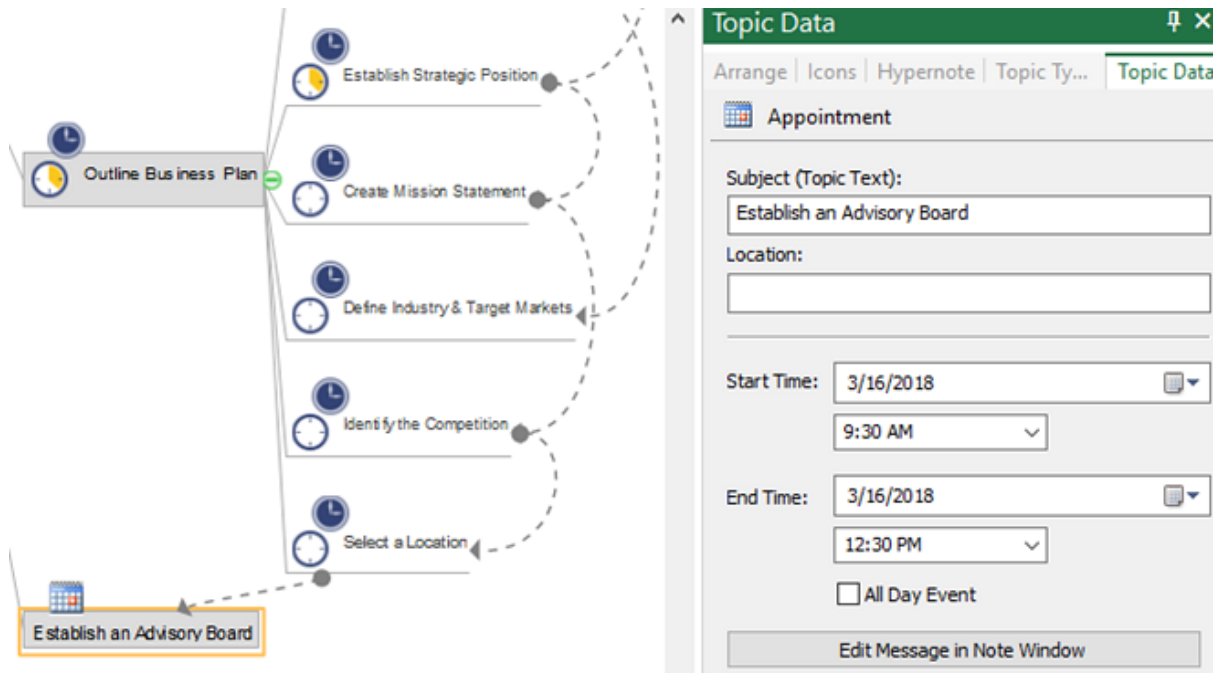 Establish Strategic Position
Outline Business Plan
Create Mission Statement
Define Industry & Target Markets
Identify the Competition
Select a Location
Establish an Advisory Board
Topic Data
Arrange | Icons | Hypernote | Topic Ty... Topic Data
Appointment
Subject (Topic Text):
Establish an Advisory Board
Location:
Start Time: 3/16/2018
9:30 AM
End Time: 3/16/2018
12:30 PM
All Day Event
Edit Message in Note Window